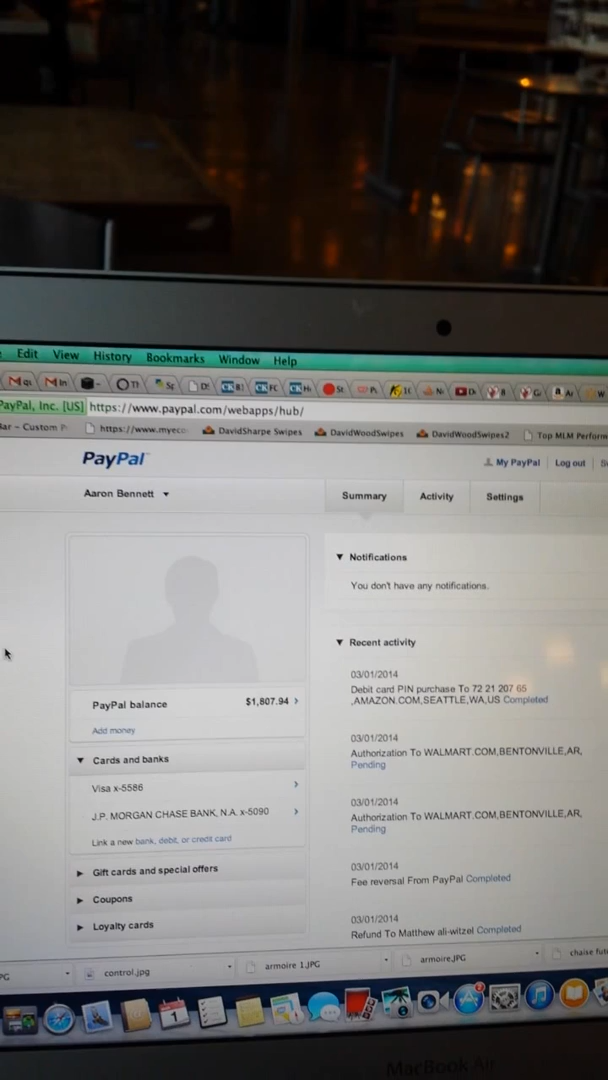 Edit View History Bookmarks Window Help
PayPal, Inc. [US] https://www.paypal.com/webapps/hub/
https://www.myeco DavidSharpe Swipes DavidWoodSwipes DavidWoodSwipes2 Top MLM Perform
PayPal
My PayPal Log out
Aaron Bennett
Summary Activity Settings
Notifications
You don't have any notifications.
Recent activity
03/01/2014
Debit card PIN purchase To 72 21 207 65
,AMAZON.COM,SEATTLE,WA,US Completed
PayPal balance $1,807.94
Add money
03/01/2014
Authorization To WALMART.COM,BENTONVILLE,AR,
Pending
Cards and banks
Visa x-5586
J.P. MORGAN CHASE BANK, N.A. x-5090
Link a new bank, debit, or credit card
03/01/2014
Authorization To WALMART.COM,BENTONVILLE,AR,
Pending
Gift cards and special offers
Coupons
Loyalty cards
03/01/2014
Fee reversal From PayPal Completed
03/01/2014
Refund To Matthew ali-witzel Completed
control.jpg armoire 1.JPG armoire.JPG chaise fut
1
MacBook Air